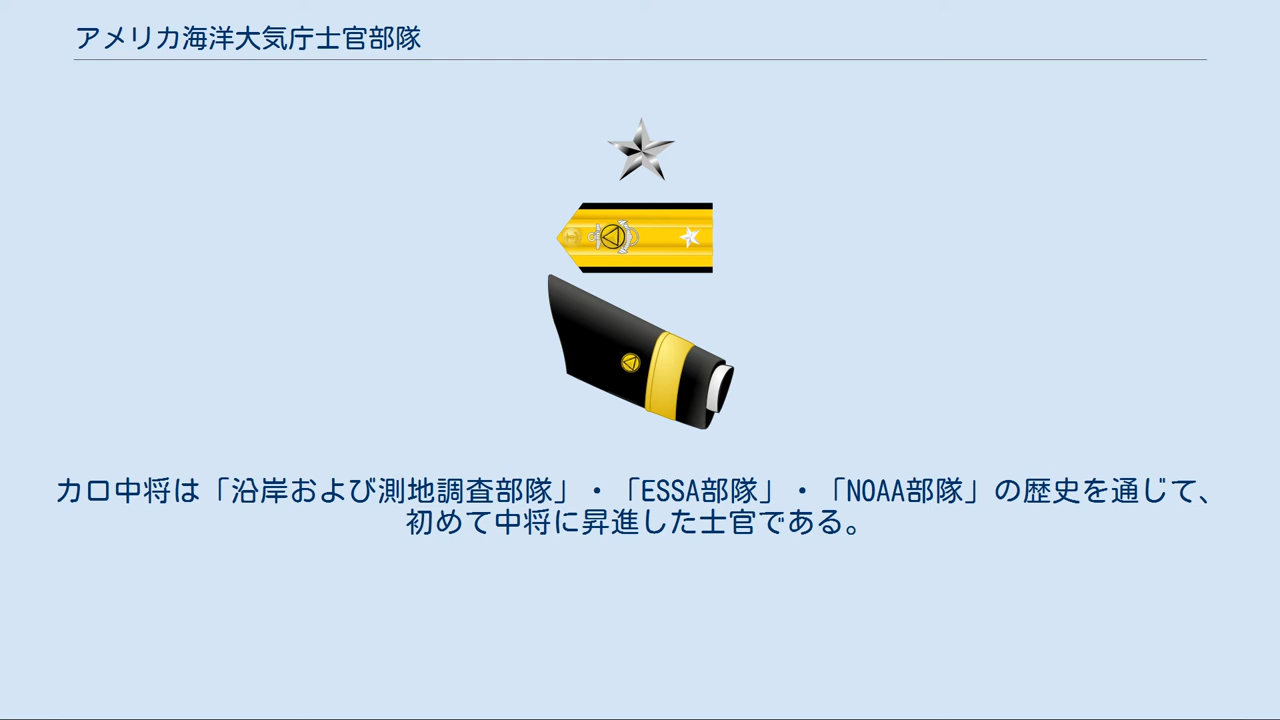 アメリカ海洋大気庁士官部隊
カロ中将は「沿岸および測地調査部隊」・「ESSA部隊」・「NOAA部隊」の歴史を通じて、
初めて中将に昇進した士官である。